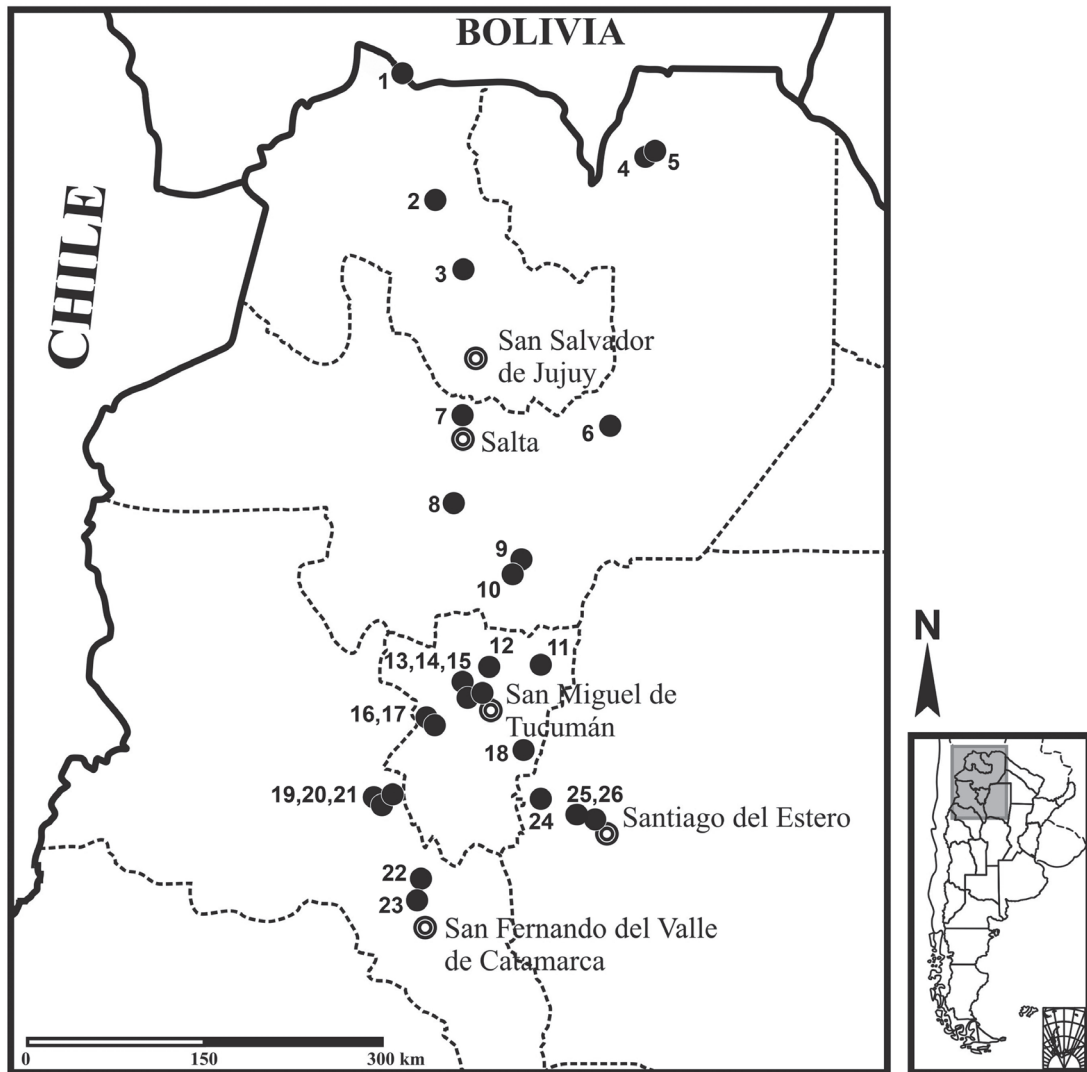 BOLIVIA
1
4
5
CHILE
2
3
San Salvador
de Jujuy
7
6
Salta
8
9
10
12
11
13,14,15
San Miguel de
Tucumán
16,17
18
N
19,20,21
25,26
24
Santiago del Estero
22
23
San Fernando del Valle
de Catamarca
0
150
300 km